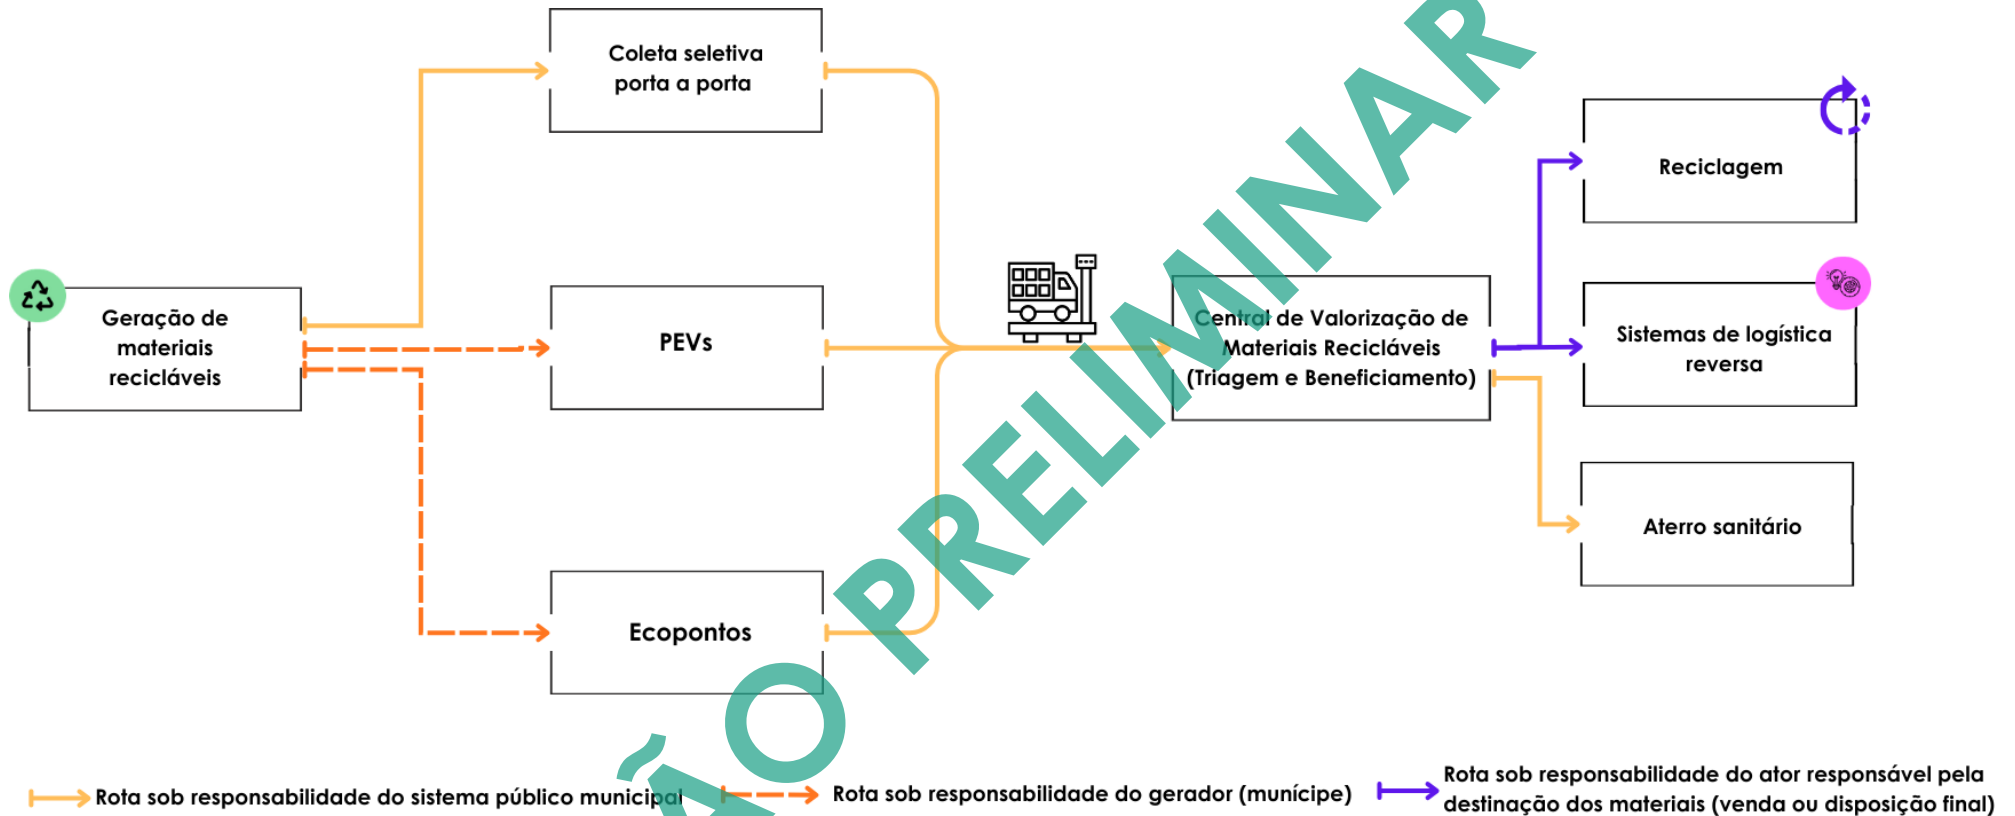 Coleta seletiva
porta a porta
Reciclagem
Geração de
materiais
recicláveis
PEVs
Central de Valorização de
Materiais Recicláveis
(Triagem e Beneficiamento)
Sistemas de logística
reversa
Aterro sanitário
Ecopontos
ÃO PRELIMINAR
Rota sob responsabilidade do sistema público municipal
Rota sob responsabilidade do gerador (munícipe)
Rota sob responsabilidade do ator responsável pela
destinação dos materiais (venda ou disposição final)